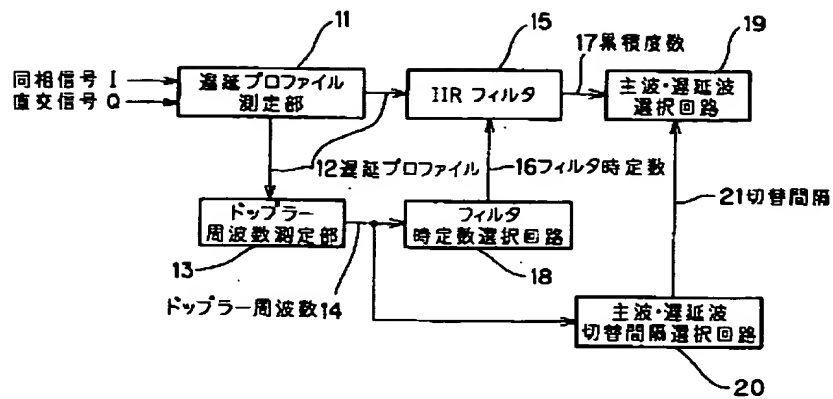 11
15
19
同相信号 I
直交信号 Q
遅延プロファイル
測定部
IIR フィルタ
17累積度数
主波・遅延波
選択回路
12遅延プロファイル
16フィルタ時定数
21切替間隔
ドップラー
周波数測定部
フィルタ
時定数選択回路
13
18
ドップラー周波数14
主波・遅延波
切替間隔選択回路
20